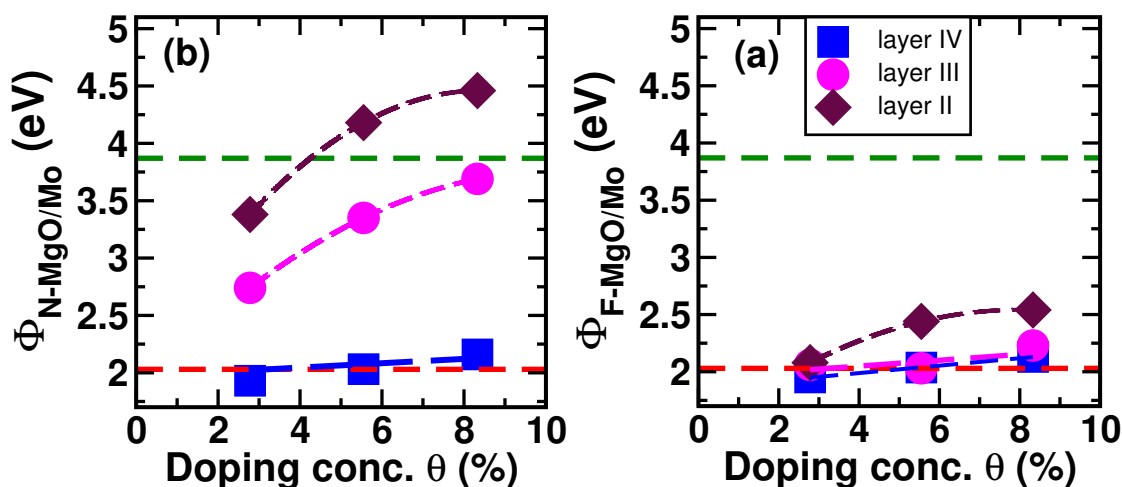 (b)
Φ_N-MgO/Mo (eV)
5
4.5
4
3.5
3
2.5
2
0 2 4 6 8 10
Doping conc. θ (%)
(a)
layer IV
layer III
layer II
Φ_F-MgO/Mo (eV)
5
4.5
4
3.5
3
2.5
2
0 2 4 6 8 10
Doping conc. θ (%)